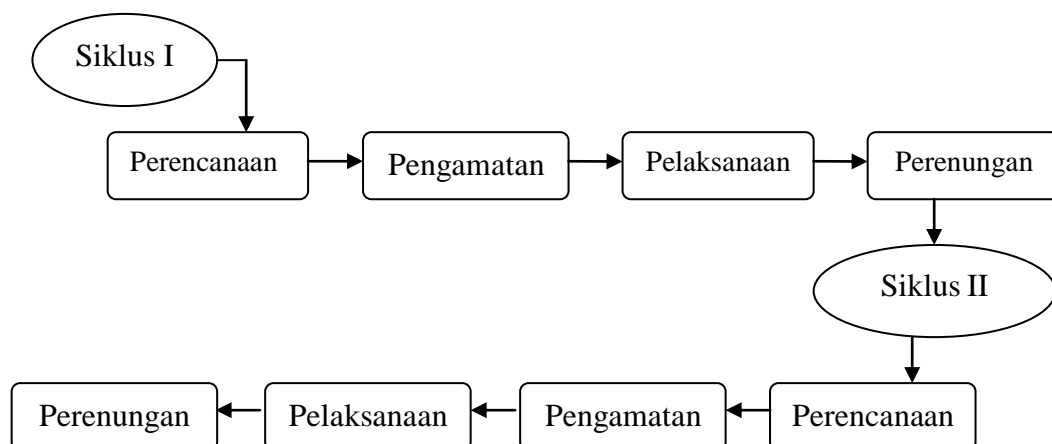 Siklus I
Perencanaan
Pengamatan
Pelaksanaan
Perenungan
Siklus II
Perenungan
Pelaksanaan
Pengamatan
Perencanaan